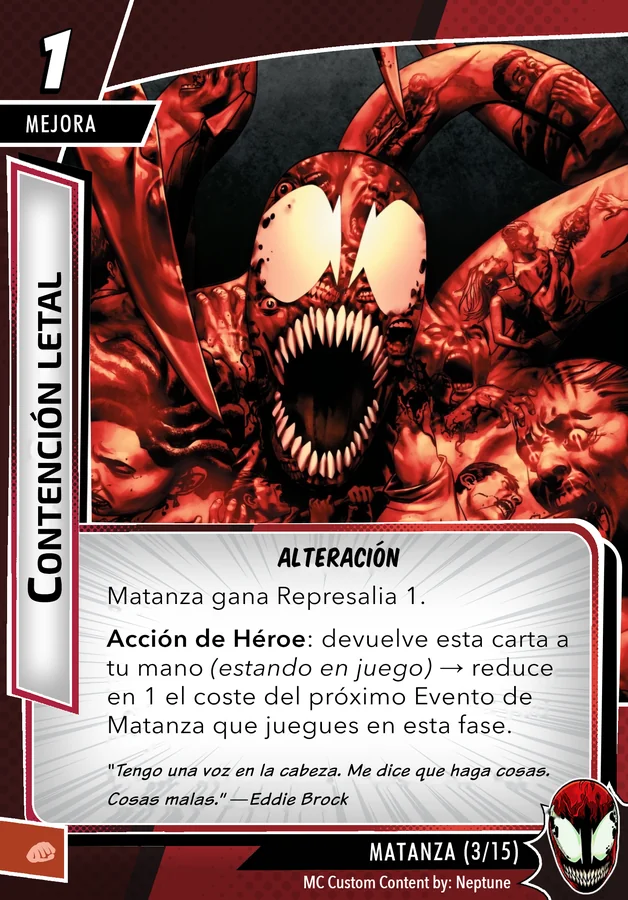 1
MEJORA
CONTENCIÓN LETAL
ALTERACIÓN
Matanza gana Represalia 1.
Acción de Héroe: devuelve esta carta a
tu mano (estando en juego) → reduce
en 1 el coste del próximo Evento de
Matanza que juegues en esta fase.
"Tengo una voz en la cabeza. Me dice que haga cosas.
Cosas malas." —Eddie Brock
MATANZA (3/15)
MC Custom Content by: Neptune